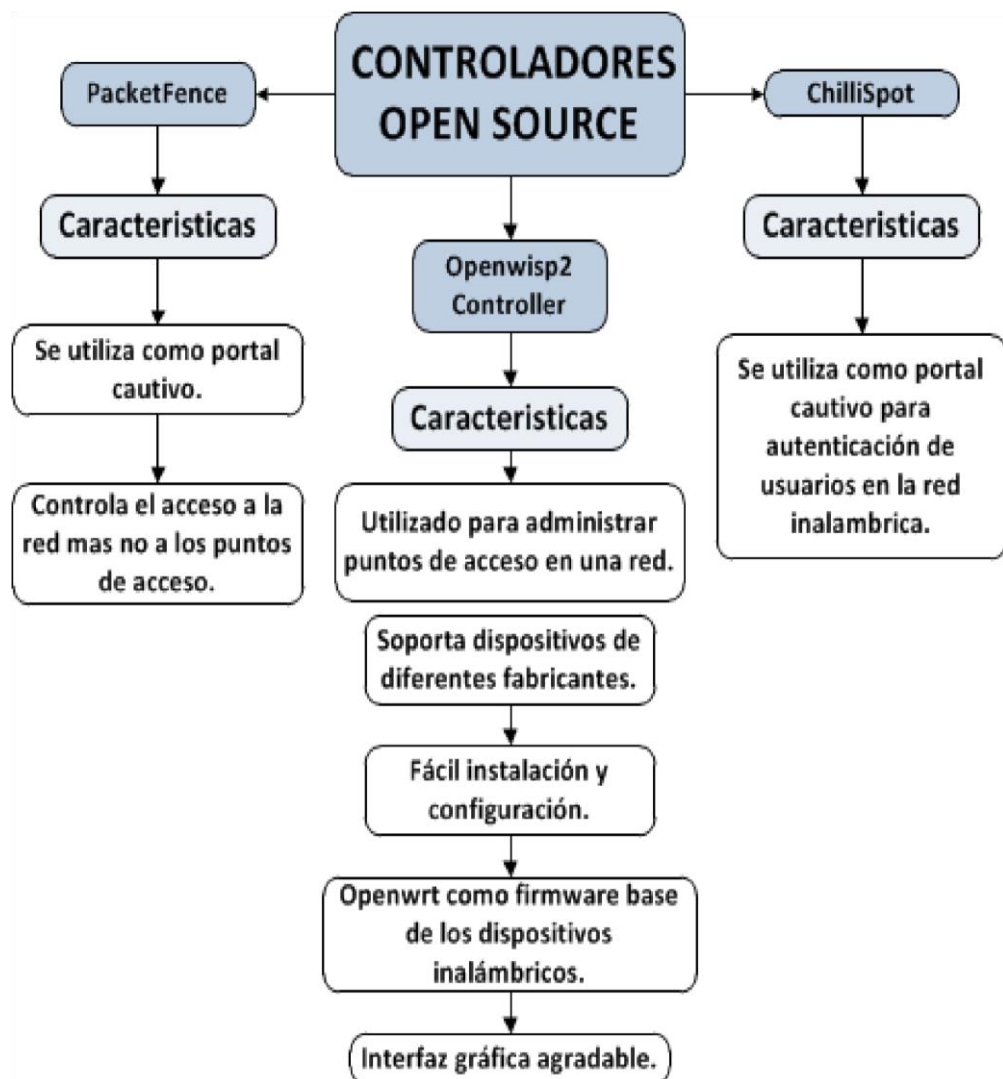 CONTROLADORES
OPEN SOURCE
PacketFence
Caracteristicas
Se utiliza como portal
cautivo.
Controla el acceso a la
red mas no a los puntos
de acceso.
Openwisp2
Controller
Caracteristicas
Utilizado para administrar
puntos de acceso en una red.
Soporta dispositivos de
diferentes fabricantes.
Fácil instalación y
configuración.
Openwrt como firmware base
de los dispositivos
inalámbricos.
Interfaz gráfica agradable.
ChilliSpot
Caracteristicas
Se utiliza como portal
cautivo para
autenticación de
usuarios en la red
inalambrica.